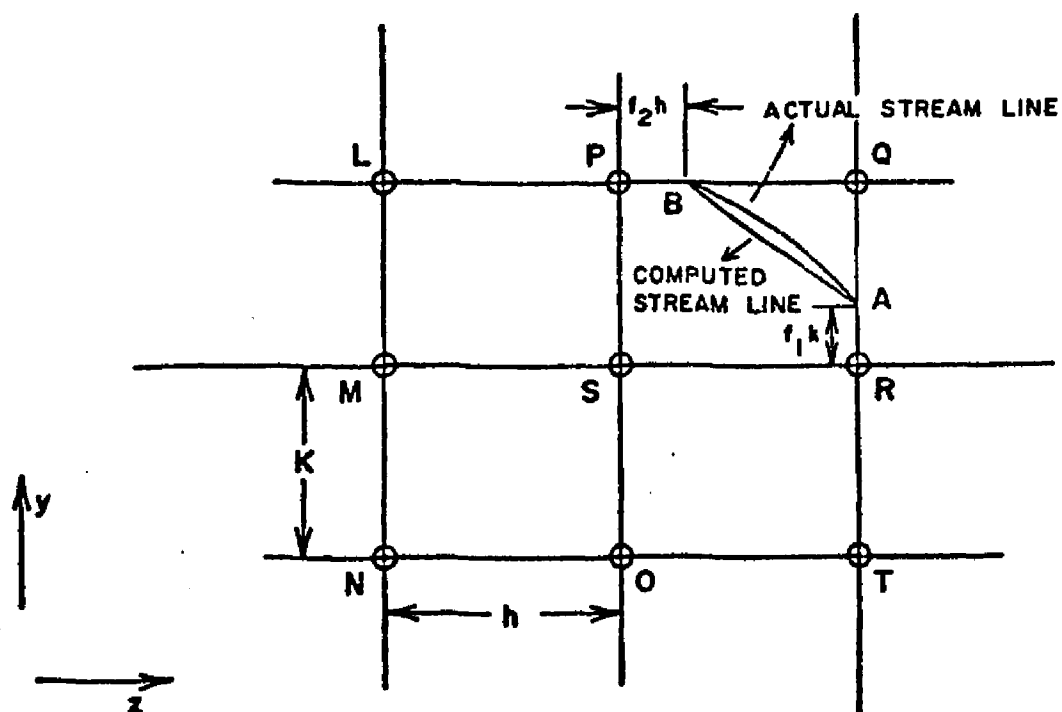 f₂h
ACTUAL STREAM LINE
L
P
Q
B
COMPUTED
STREAM LINE
A
f₁k
M
S
R
K
y
N
O
T
h
z